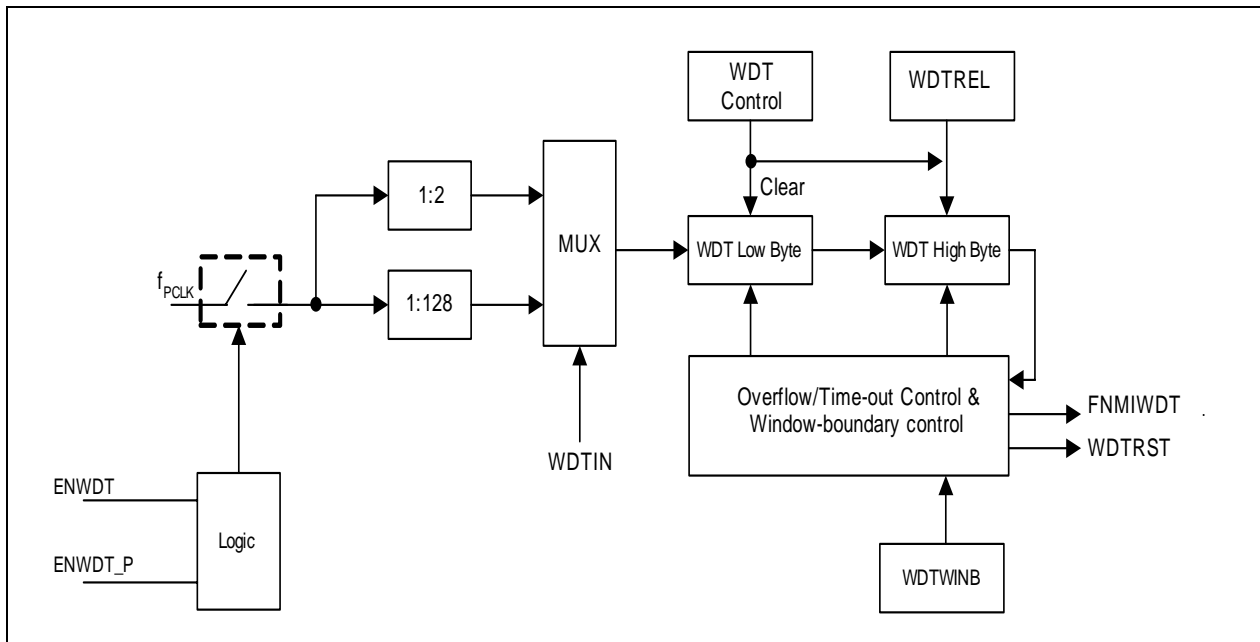 WDT
Control
WDTREL
Clear
1:2
1:128
MUX
WDT Low Byte
WDT High Byte
fPCLK
WDTIN
Overflow/Time-out Control &
Window-boundary control
FNMIWDT .
WDTRST
ENWDT
ENWDT_P
Logic
WDTWINB